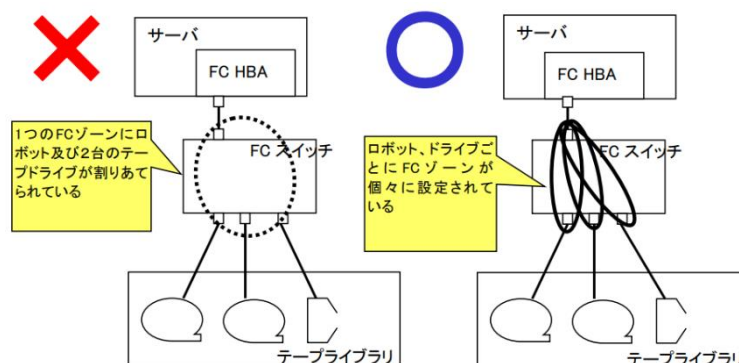 サーバ
FC HBA
1つのFCゾーンにロ
ボット及び2台のテー
プドライブが割りあて
られている
FC スイッチ
テープライブラリ
サーバ
FC HBA
ロボット、ドライブご
とにFCゾーンが
個々に設定されて
いる
FC スイッチ
テープライブラリ